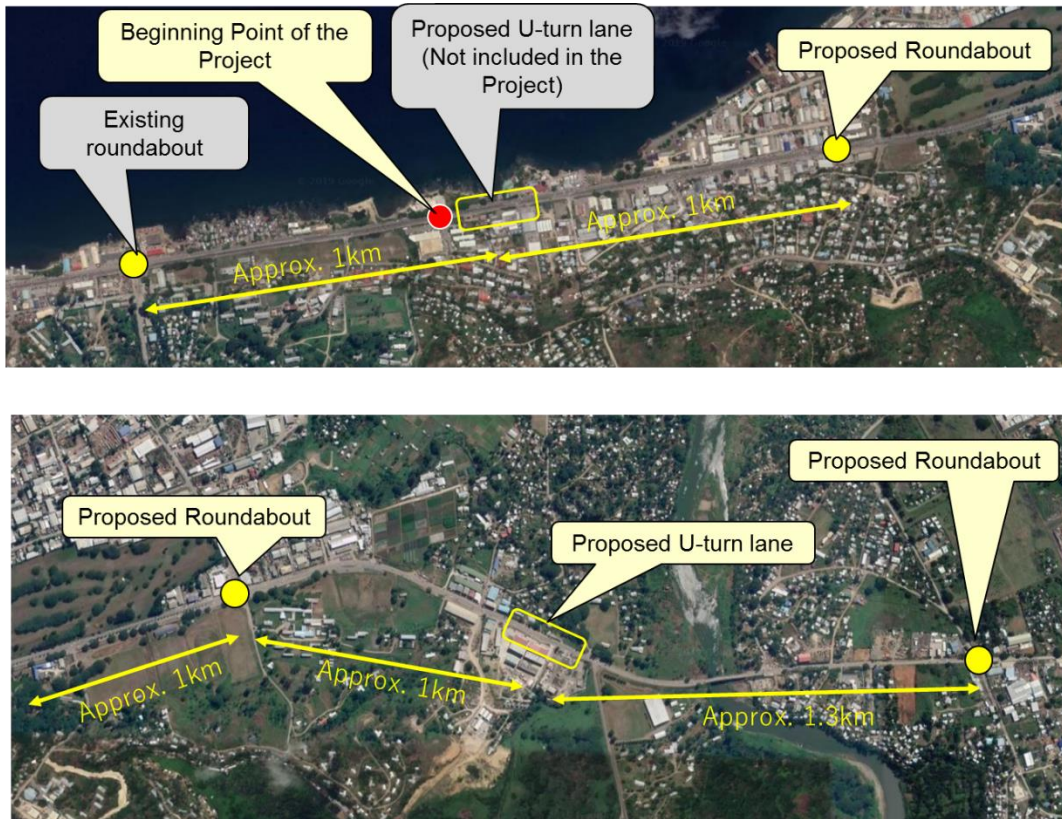 Beginning Point of the
Project
Proposed U-turn lane
(Not included in the
Project)
Proposed Roundabout
Existing
roundabout
Approx. 1km
Approx. 1km
Proposed Roundabout
Proposed Roundabout
Proposed U-turn lane
Approx. 1km
Approx. 1km
Approx. 1.3km